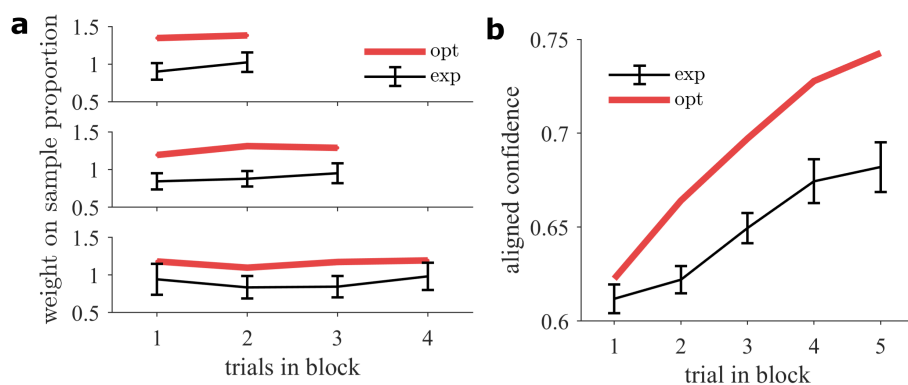 a
weight on sample proportion
1.5
1
0.5
opt
exp
1.5
1
0.5
1.5
1
0.5
1 2 3 4
trials in block
b
aligned confidence
0.75
0.7
0.65
0.6
exp
opt
1 2 3 4 5
trial in block